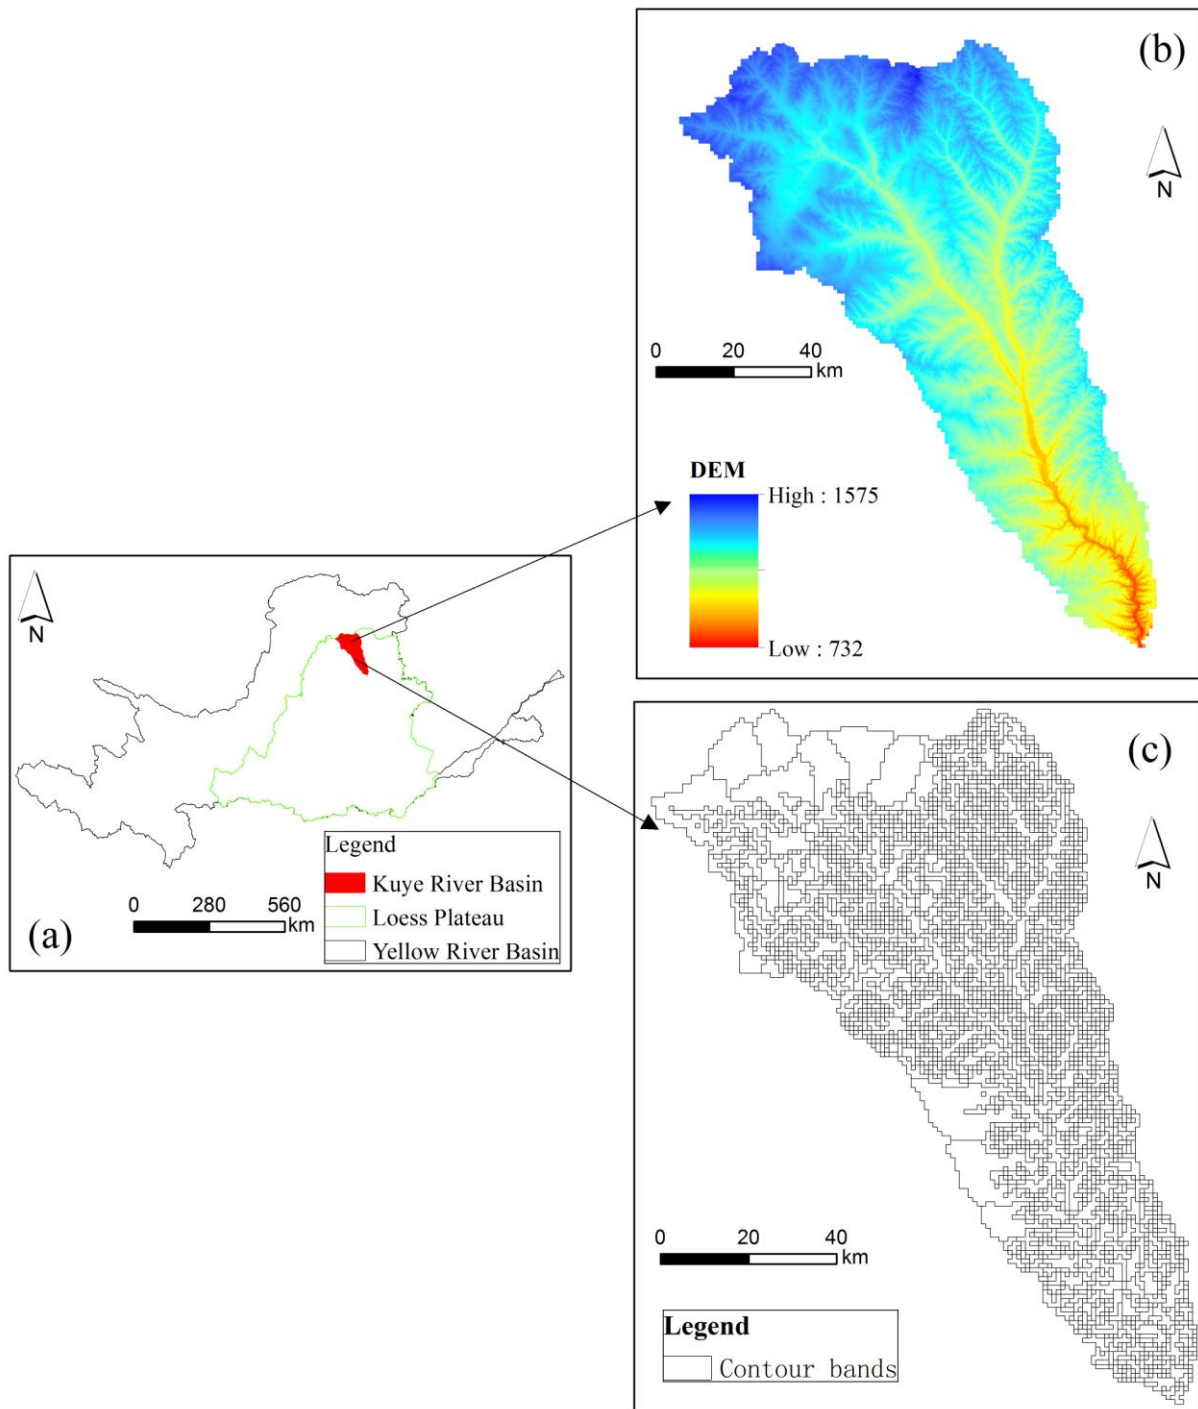 (b)
N
0 20 40
km
DEM
High : 1575
Low : 732
N
Legend
Kuye River Basin
Loess Plateau
Yellow River Basin
0 280 560
km
(a)
(c)
N
0 20 40
km
Legend
Contour bands